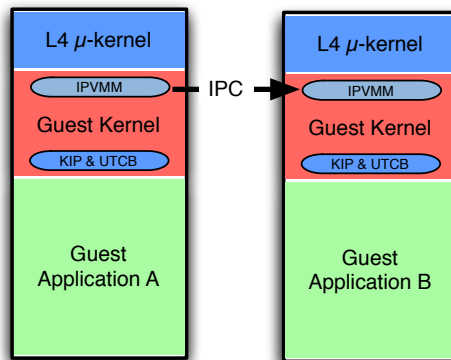 L4 μ-kernel
IPVMM
Guest Kernel
KIP & UTCB
Guest
Application A
IPC
L4 μ-kernel
IPVMM
Guest Kernel
KIP & UTCB
Guest
Application B